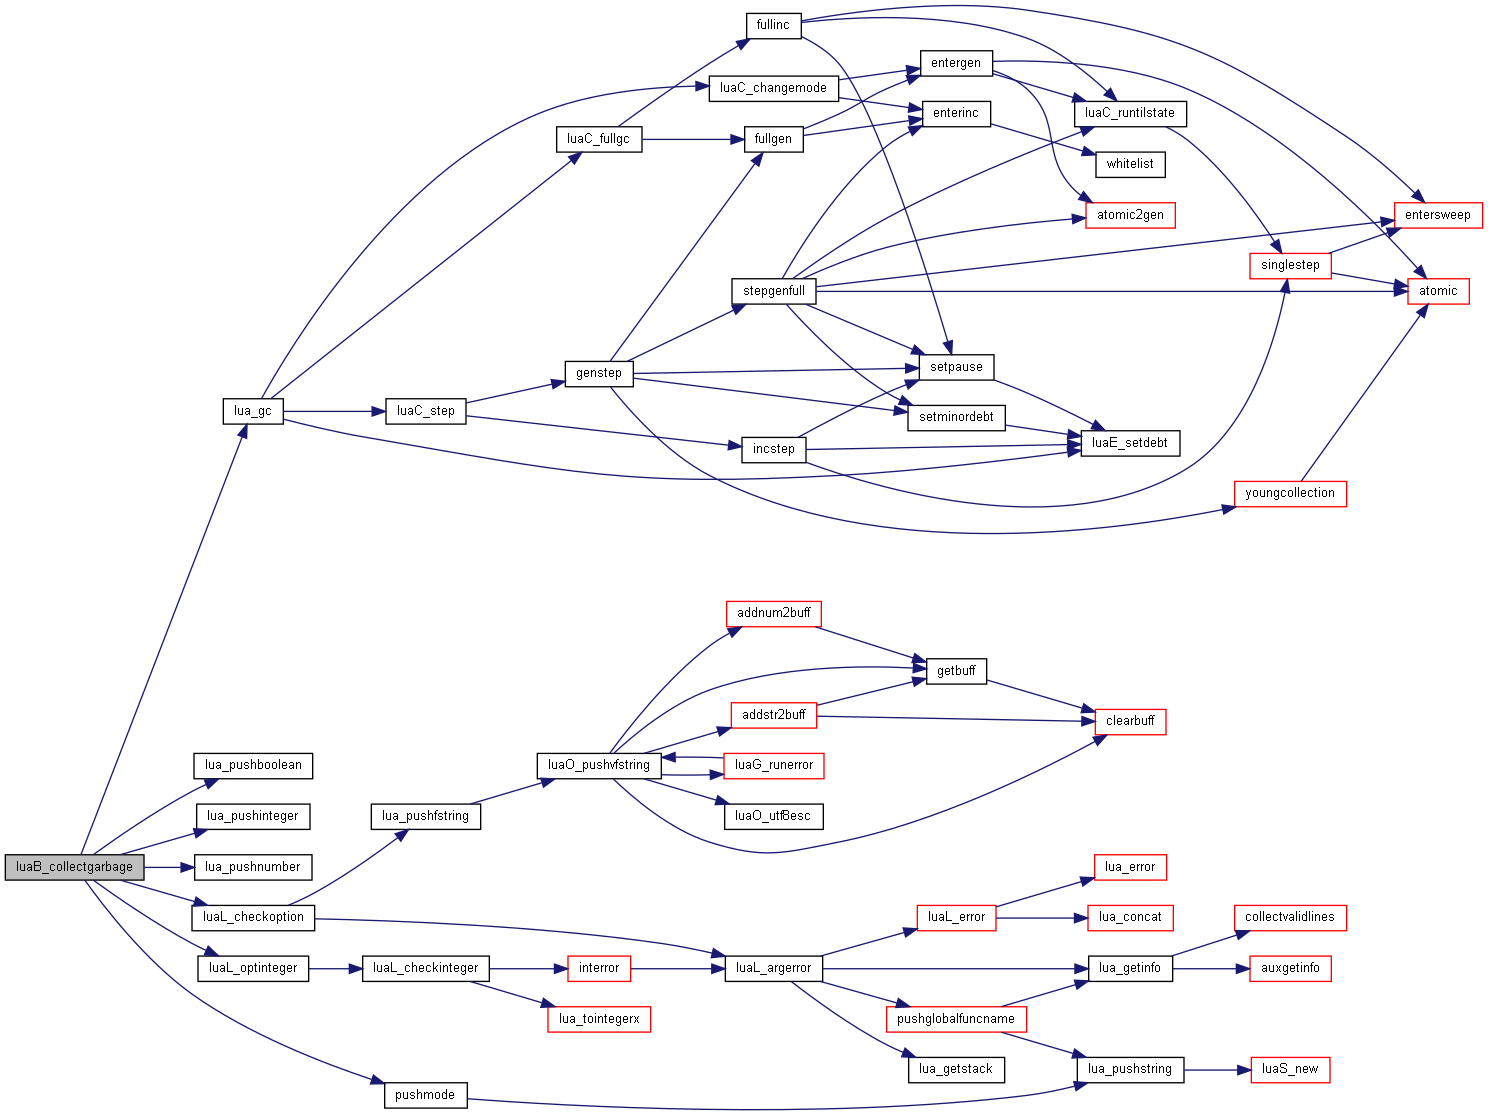 fullinc
entergen
luaC_changemode
enterinc
luaC_runtilstate
luaC_fullgc
fullgen
whitelist
atomic2gen
entersweep
singlestep
stepgenfull
atomic
setpause
genstep
lua_gc
luaC_step
setminordebt
incstep
luaE_setdebt
youngcollection
addnum2buff
getbuff
addstr2buff
clearbuff
lua_pushboolean
luaO_pushvfstring
luaG_runerror
lua_pushinteger
lua_pushfstring
luaO_utf8esc
luaB_collectgarbage
lua_pushnumber
lua_error
luaL_checkoption
luaL_error
lua_concat
collectvalidlines
luaL_optinteger
luaL_checkinteger
interror
luaL_argerror
lua_getinfo
auxgetinfo
lua_tointegerx
pushglobalfuncname
lua_getstack
lua_pushstring
luaS_new
pushmode